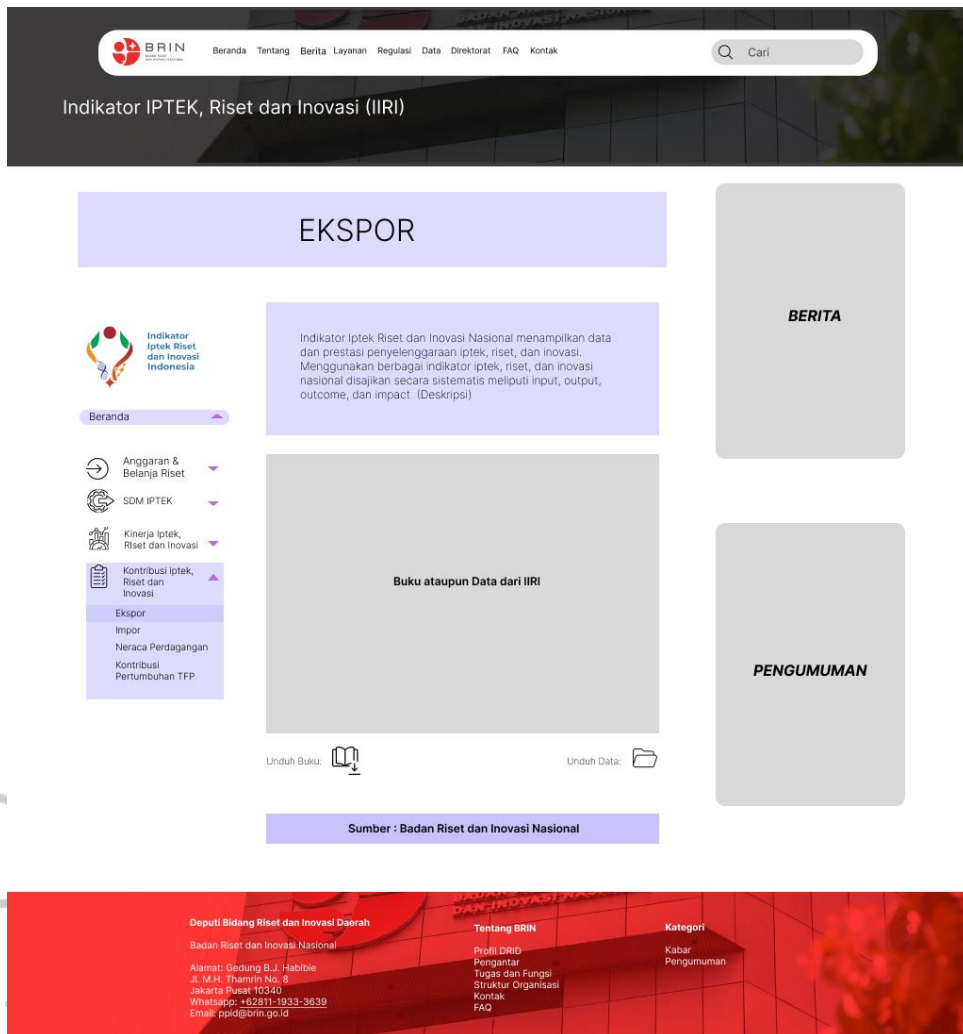 BRIN
Beranda Tentang Berita Layanan Regulasi Data Direktorat FAQ Kontak
Cari
Indikator IPTEK, Riset dan Inovasi (IIRI)
EKSPOR
Indikator
Iptek Riset
dan Inovasi
Indonesia
Beranda
Anggaran &
Belanja Riset
SDM IPTEK
Kinerja Iptek,
RIset dan Inovasi
Kontribusi iptek,
Riset dan
Inovasi
Ekspor
Impor
Neraca Perdagangan
Kontribusi
Pertumbuhan TFP
Indikator Iptek Riset dan Inovasi Nasional menampilkan data
dan prestasi penyelenggaraan iptek, riset, dan inovasi.
Menggunakan berbagai indikator iptek, riset, dan inovasi
nasional disajikan secara sistematis meliputi input, output,
outcome, dan impact (Deskripsi)
Buku ataupun Data dari IIRI
Unduh Buku:
Unduh Data:
Sumber : Badan Riset dan Inovasi Nasional
BERITA
PENGUMUMAN
Deputi Bidang Riset dan Inovasi Daerah
Badan Riset dan Inovasi Nasional
Alamat: Gedung B.J. Habibie
Jl. M.H. Thamrin No. 8
Jakarta Pusat 10340
Whatsapp: +62811-1933-3639
Email: ppid@brin.go.id
Tentang BRIN
Profil DRID
Pengantar
Tugas dan Fungsi
Struktur Organisasi
Kontak
FAQ
Kategori
Kabar
Pengumuman